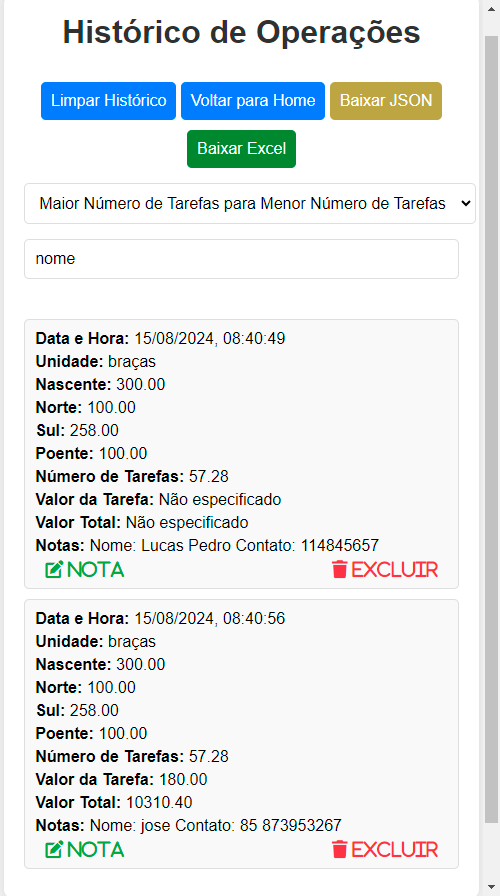 Histórico de Operações
Limpar Histórico Voltar para Home Baixar JSON
Baixar Excel
Maior Número de Tarefas para Menor Número de Tarefas
nome
Data e Hora: 15/08/2024, 08:40:49
Unidade: braças
Nascente: 300.00
Norte: 100.00
Sul: 258.00
Poente: 100.00
Número de Tarefas: 57.28
Valor da Tarefa: Não especificado
Valor Total: Não especificado
Notas: Nome: Lucas Pedro Contato: 114845657
NOTA EXCLUIR
Data e Hora: 15/08/2024, 08:40:56
Unidade: braças
Nascente: 300.00
Norte: 100.00
Sul: 258.00
Poente: 100.00
Número de Tarefas: 57.28
Valor da Tarefa: 180.00
Valor Total: 10310.40
Notas: Nome: jose Contato: 85 873953267
NOTA EXCLUIR